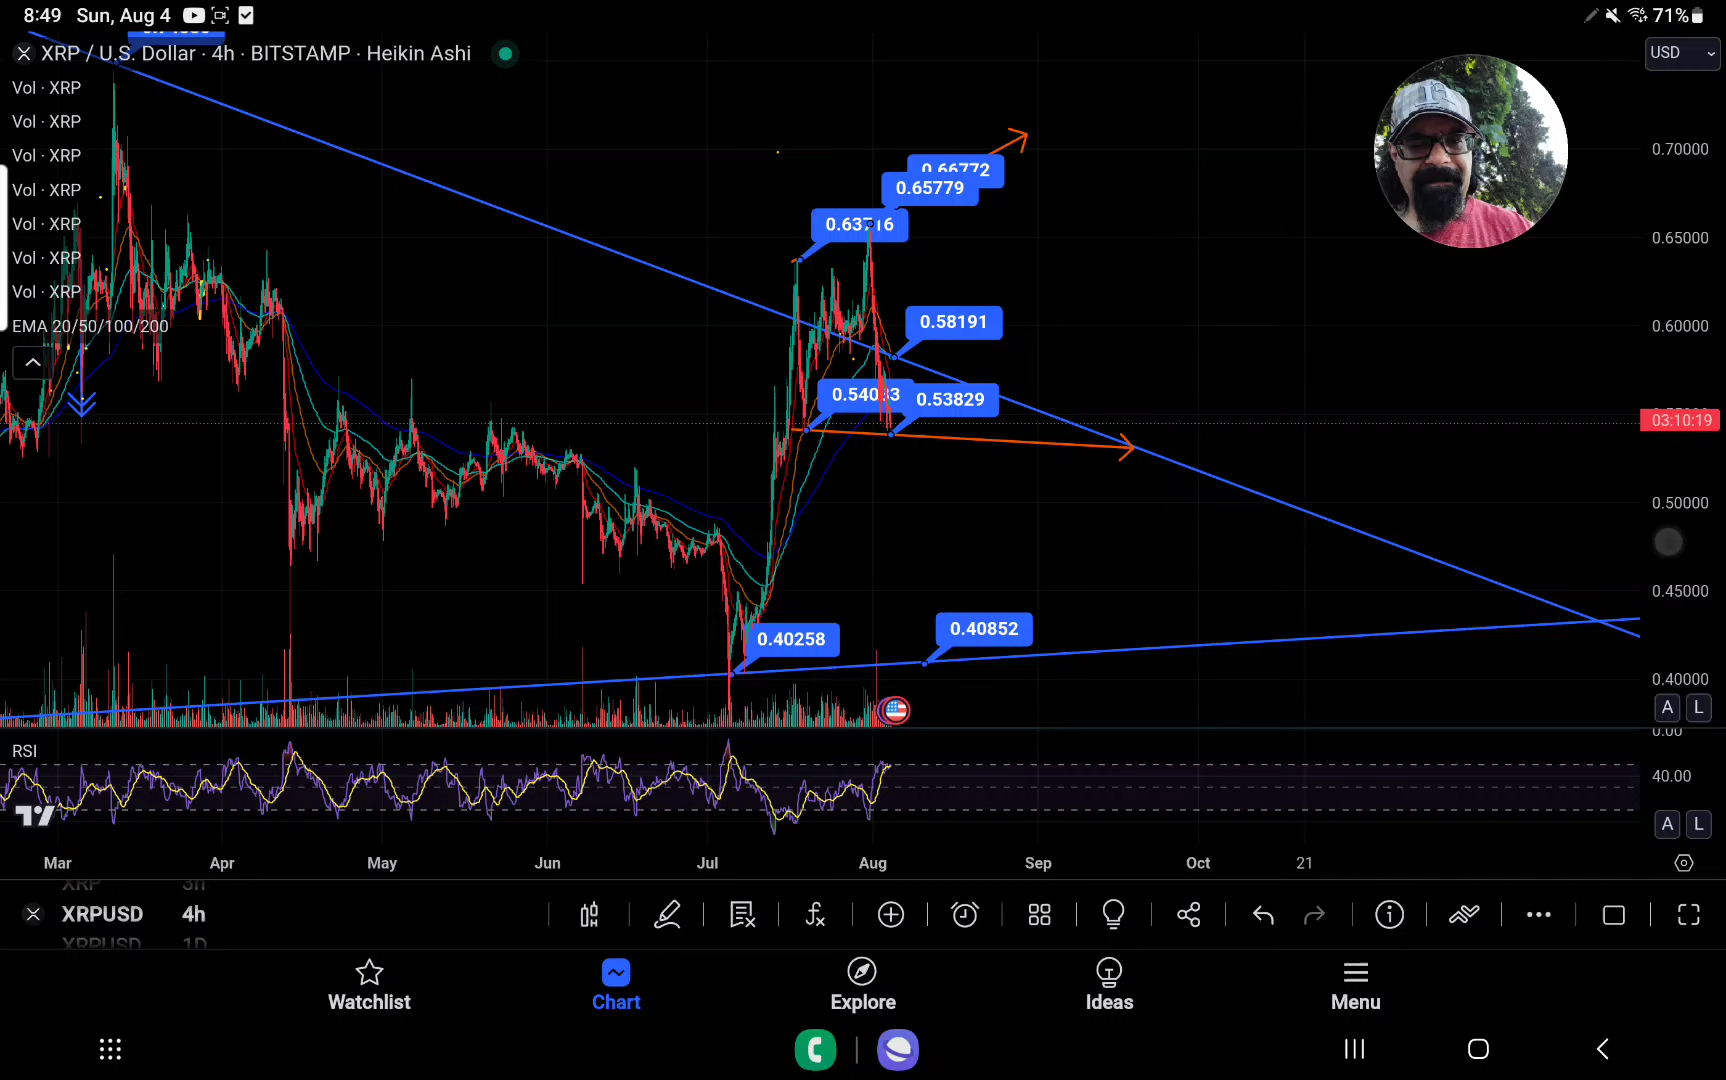 8:49 Sun, Aug 4
71%
XRP / U.S. Dollar · 4h · BITSTAMP · Heikin Ashi
USD
Vol · XRP
Vol · XRP
Vol · XRP
Vol · XRP
Vol · XRP
Vol · XRP
Vol · XRP
EMA 20/50/100/200
0.66772
0.65779
0.63716
0.58191
0.53829
0.40258
0.40852
0.70000
0.65000
0.60000
03:10:19
0.50000
0.45000
0.40000
A L
0.00
RSI
40.00
A L
Mar Apr May Jun Jul Aug Sep Oct 21
XRP 3h
XRPUSD 4h
XRPUSD 1D
Watchlist Chart Explore Ideas Menu